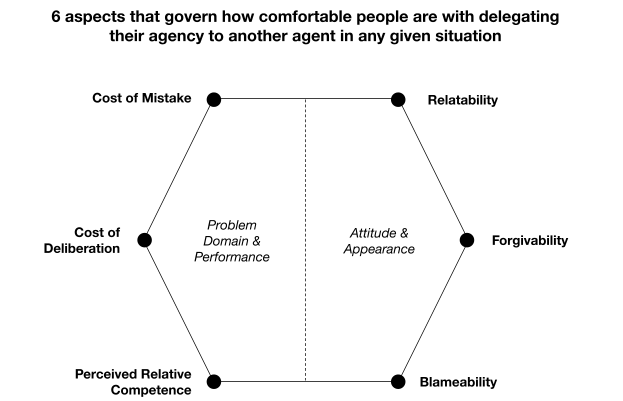 6 aspects that govern how comfortable people are with delegating
their agency to another agent in any given situation
Cost of Mistake
Relatability
Cost of
Deliberation
Problem
Domain &
Performance
Attitude &
Appearance
Forgivability
Perceived Relative
Competence
Blameability